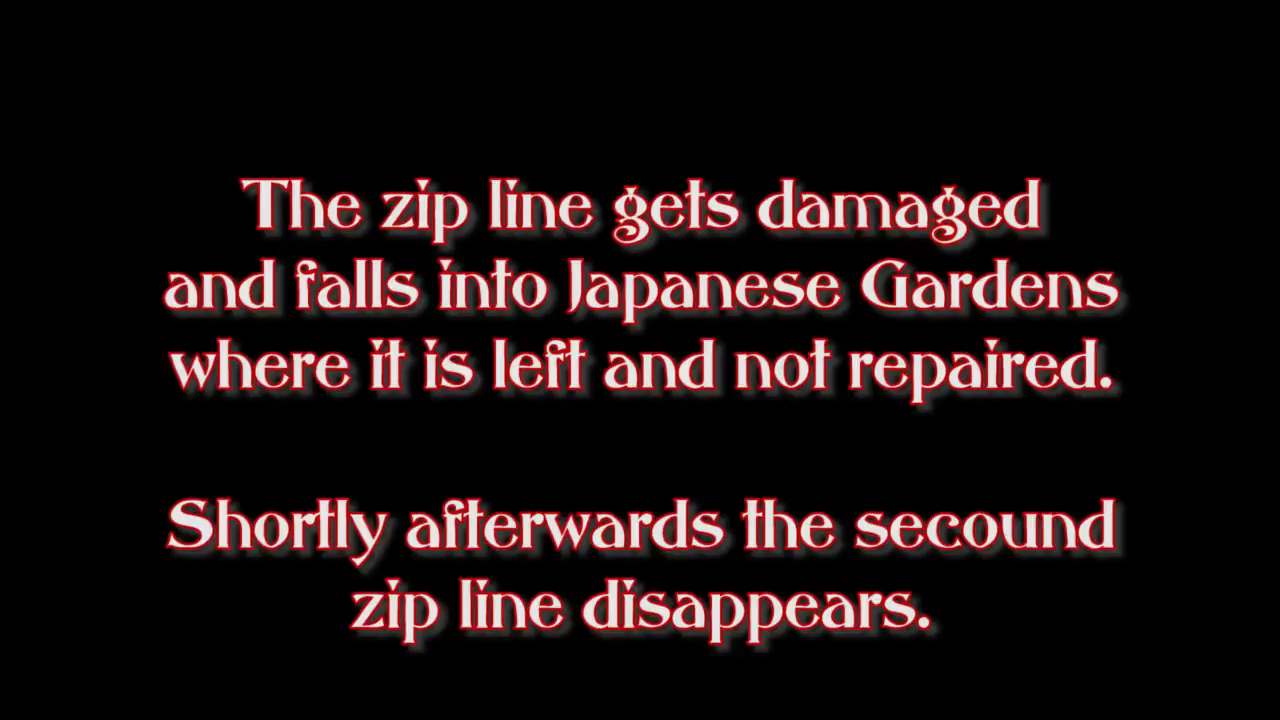 The zip line gets damaged
and falls into Japanese Gardens
where it is left and not repaired.
Shortly afterwards the secound
zip line disappears.